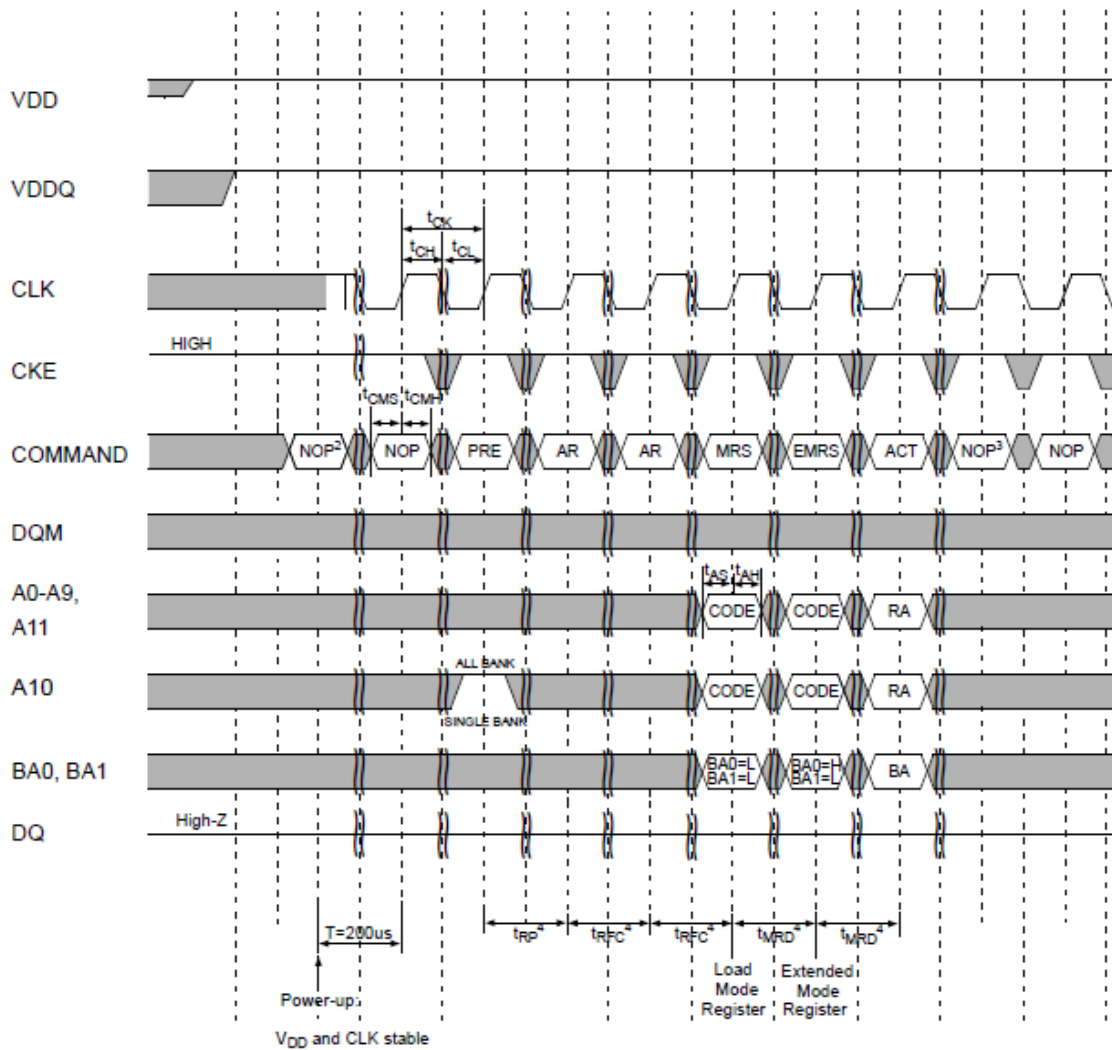 VDD
VDDQ
tCK
tCH tCL
CLK
HIGH
CKE
tCMS tCMH
COMMAND NOP² NOP PRE AR AR MRS EMRS ACT NOP³ NOP
DQM
tAS tAH
A0-A9,
A11
CODE CODE RA
ALL BANK
A10 CODE CODE RA
SINGLE BANK
BA0, BA1
BA0=L BA0=H
BA1=L BA1=L
BA
High-Z
DQ
T=200us
tRP⁴ tRFC⁴ tRFC⁴ tMRD⁴ tMRD⁴
Load
Mode
Register
Extended
Mode
Register
Power-up:
VDD and CLK stable